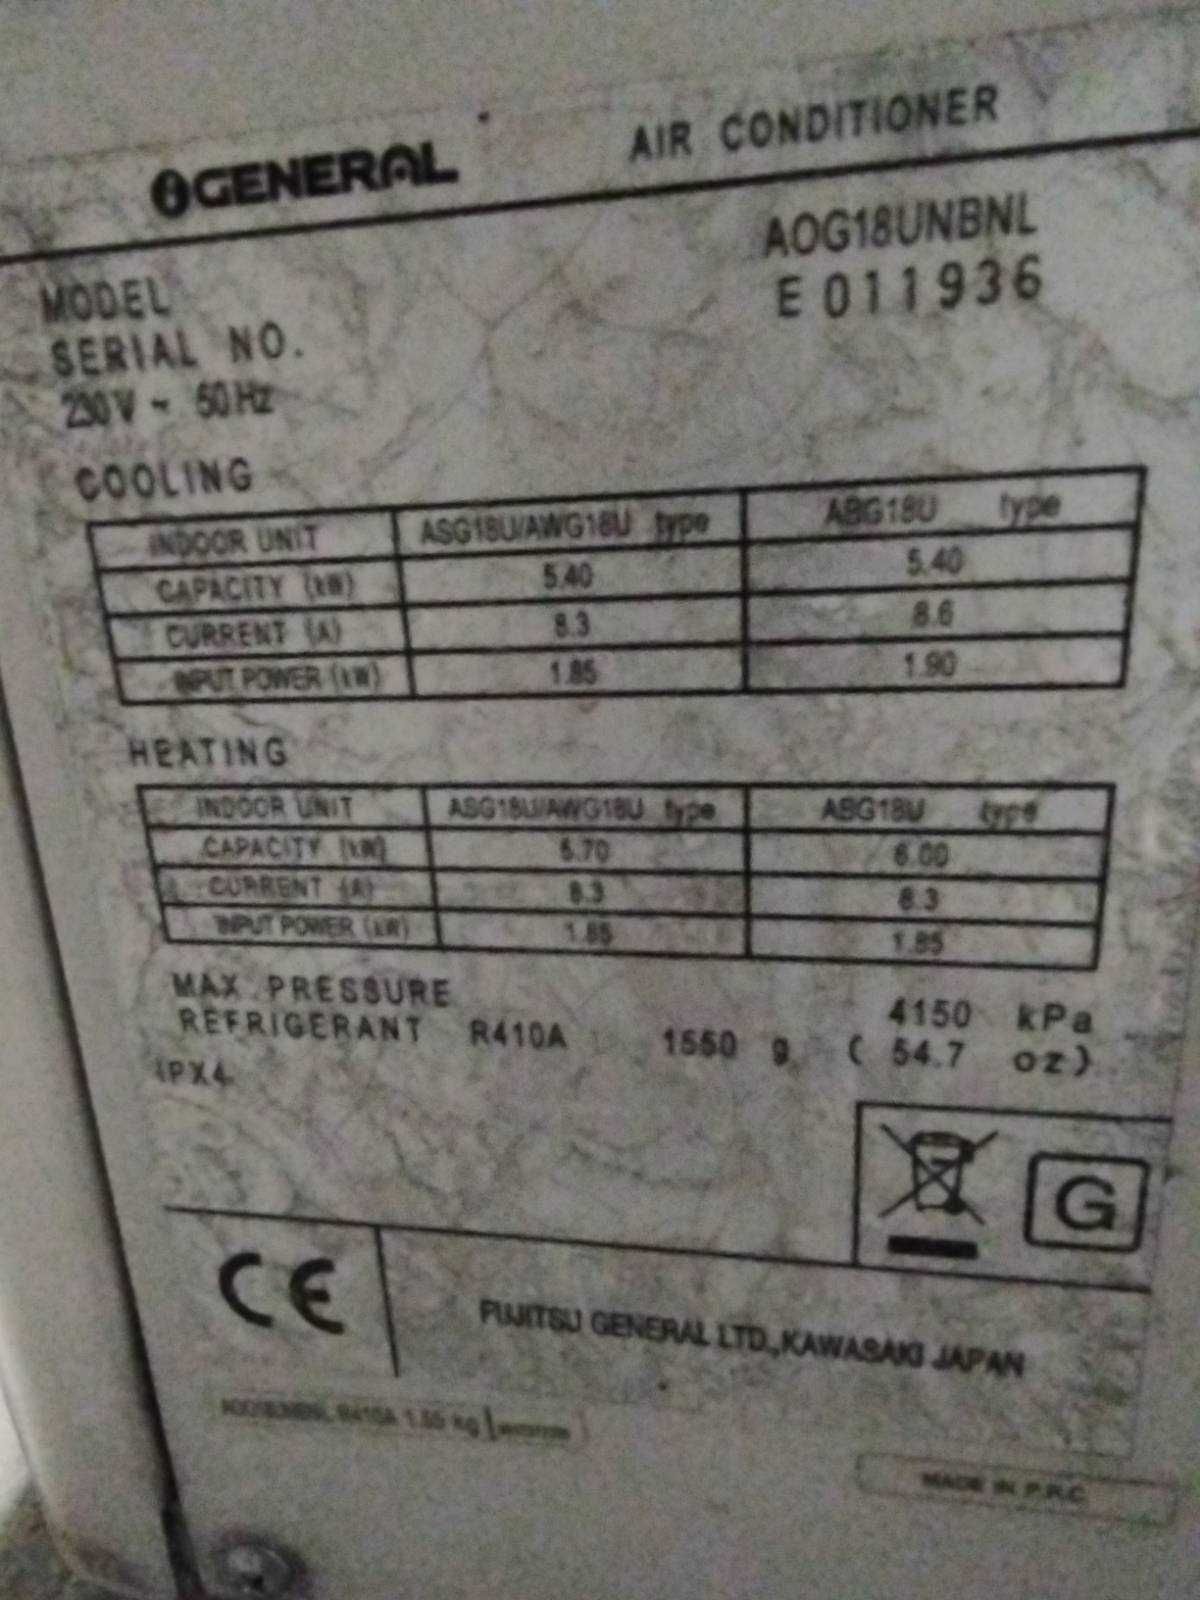 GENERAL AIR CONDITIONER
MODEL AOG18UNBNL
SERIAL NO. E 011936
230V ~ 50Hz
COOLING
INDOOR UNIT ASG18U/AWG18U type ABG18U type
CAPACITY (kW) 5.40 5.40
CURRENT (A) 8.3 8.6
INPUT POWER (kW) 1.85 1.90
HEATING
INDOOR UNIT ASG18U/AWG18U type ABG18U type
CAPACITY (kW) 5.70 6.00
CURRENT (A) 8.3 8.3
INPUT POWER (kW) 1.85 1.85
MAX. PRESSURE 4150 kPa
REFRIGERANT R410A 1550 g ( 54.7 oz)
IPX4
G
CE
FUJITSU GENERAL LTD.,KAWASAKI JAPAN
R410A 1.55 kg
MADE IN P.R.C